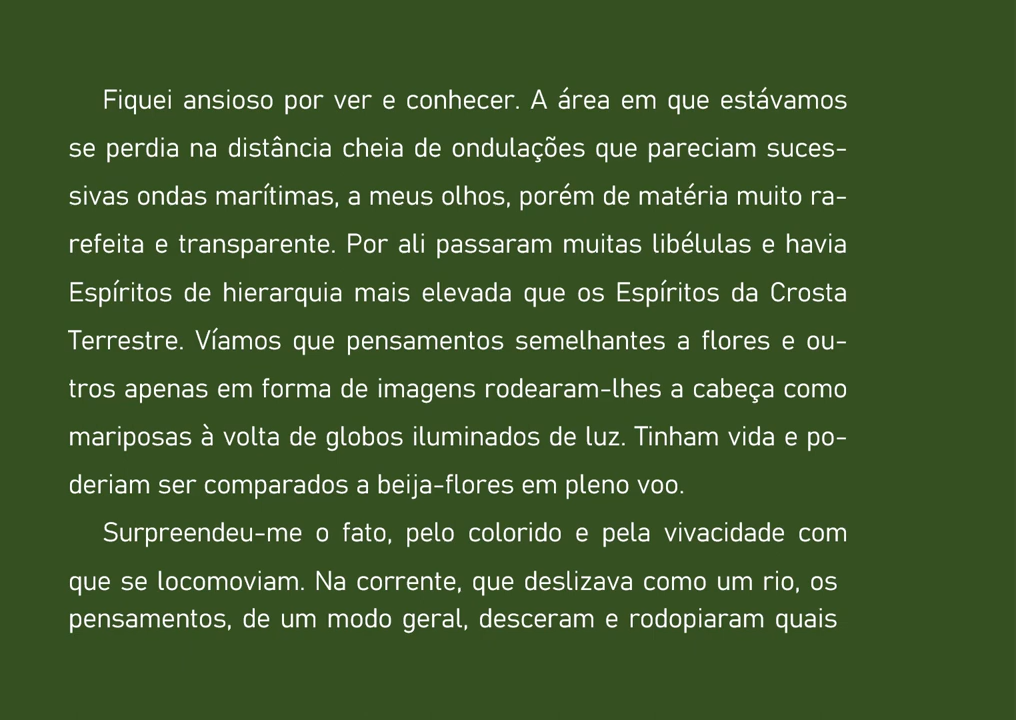 Fiquei ansioso por ver e conhecer. A área em que estávamos
se perdia na distância cheia de ondulações que pareciam suces-
sivas ondas marítimas, a meus olhos, porém de matéria muito ra-
refeita e transparente. Por ali passaram muitas libélulas e havia
Espíritos de hierarquia mais elevada que os Espíritos da Crosta
Terrestre. Víamos que pensamentos semelhantes a flores e ou-
tros apenas em forma de imagens rodearam-lhes a cabeça como
mariposas à volta de globos iluminados de luz. Tinham vida e po-
deriam ser comparados a beija-flores em pleno voo.
Surpreendeu-me o fato, pelo colorido e pela vivacidade com
que se locomoviam. Na corrente, que deslizava como um rio, os
pensamentos, de um modo geral, desceram e rodopiaram quais